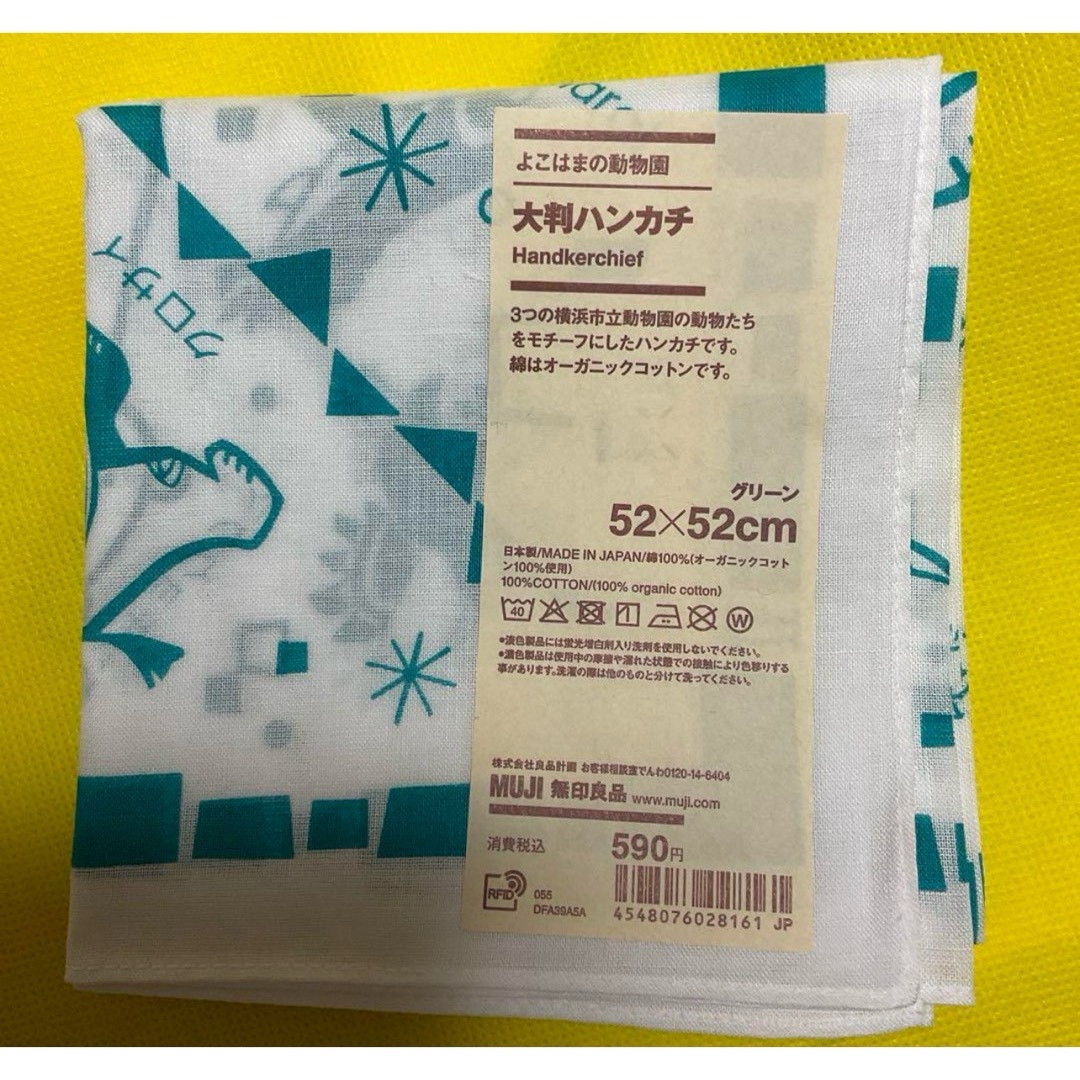 クロサイ
よこはまの動物園
大判ハンカチ
Handkerchief
3つの横浜市立動物園の動物たち
をモチーフにしたハンカチです。
綿はオーガニックコットンです。
グリーン
52×52cm
日本製/MADE IN JAPAN/綿100%(オーガニックコット
ン100%使用)
100%COTTON/(100% organic cotton)
40
W
●淡色製品には蛍光増白剤入り洗剤を使用しないでください。
●濃色製品は使用中の摩擦や濡れた状態での接触により色移りする
事があります。洗濯の際は他のものと分けて洗ってください。
株式会社良品計画 お客様相談室でんわ0120-14-6404
MUJI 無印良品 www.muji.com
消費税込 590円
RFID
055
DFA39A5A
4548076028161 JP